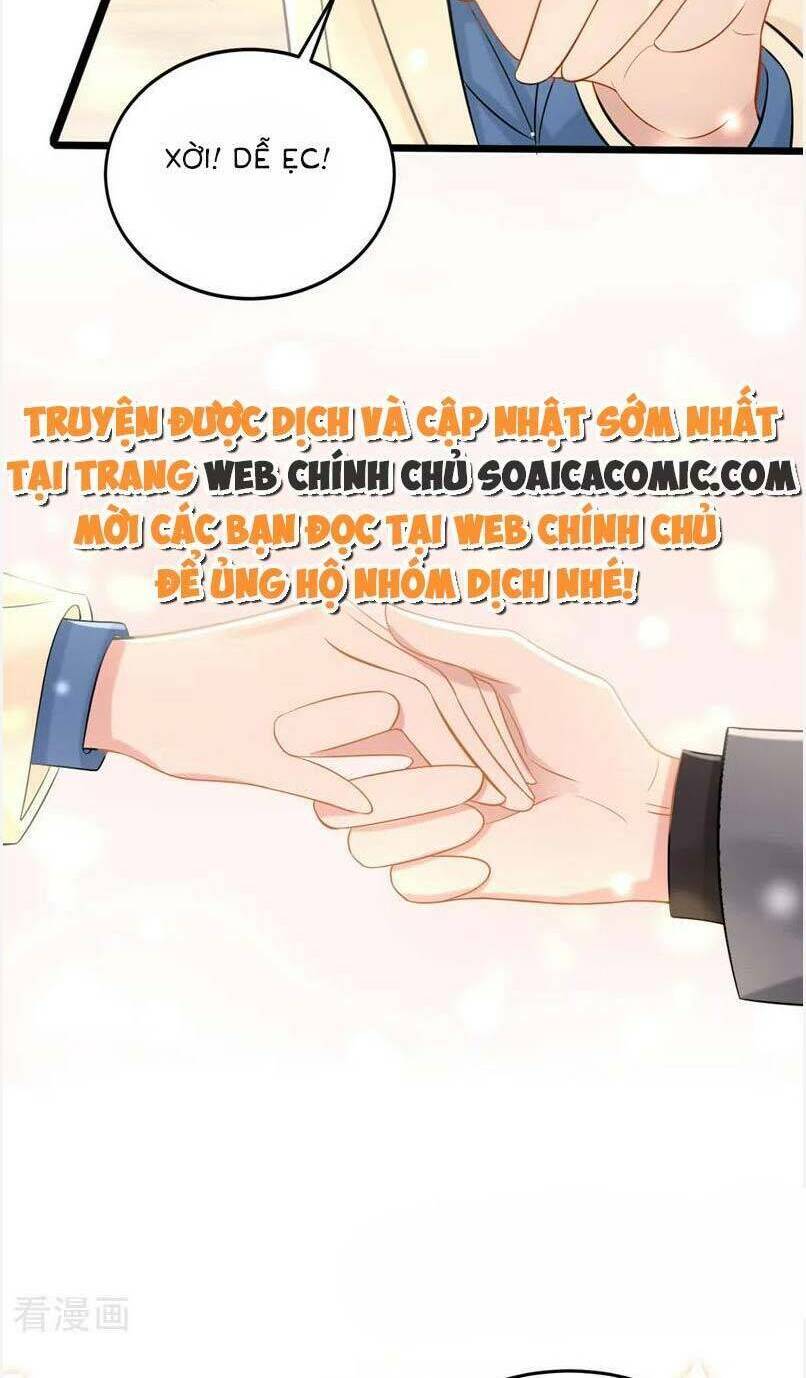 XỜI! DỄ ẸC!
TRUYỆN ĐƯỢC DỊCH VÀ CẬP NHẬT SỚM NHẤT
TẠI TRANG WEB CHÍNH CHỦ SOAICACOMIC.COM
MỜI CÁC BẠN ĐỌC TẠI WEB CHÍNH CHỦ
ĐỂ ỦNG HỘ NHÓM DỊCH NHÉ!
看漫画